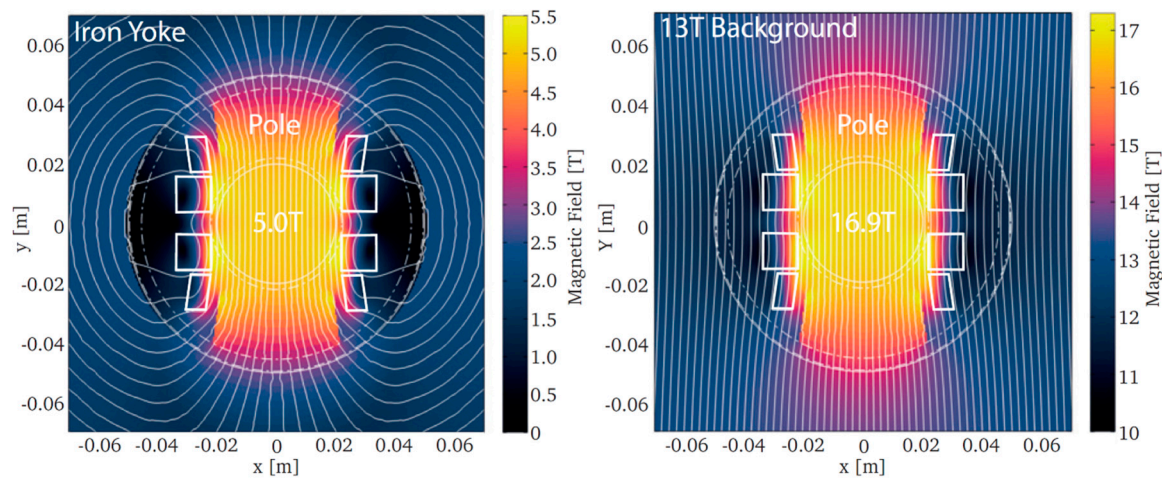 Iron Yoke
Pole
5.0T
0.06
0.04
0.02
0
-0.02
-0.04
-0.06
y [m]
-0.06 -0.04 -0.02 0 0.02 0.04 0.06
x [m]
5.5
5.0
4.5
4.0
3.5
3.0
2.5
2.0
1.5
1.0
0.5
0
Magnetic Field [T]
13T Background
Pole
16.9T
0.06
0.04
0.02
0
-0.02
-0.04
-0.06
Y [m]
-0.06 -0.04 -0.02 0 0.02 0.04 0.06
x [m]
17
16
15
14
13
12
11
10
Magnetic Field [T]